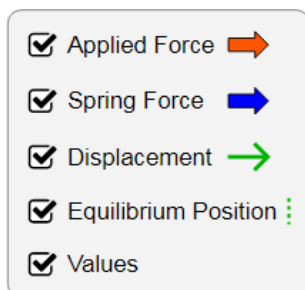 Applied Force
Spring Force
Displacement
Equilibrium Position
Values